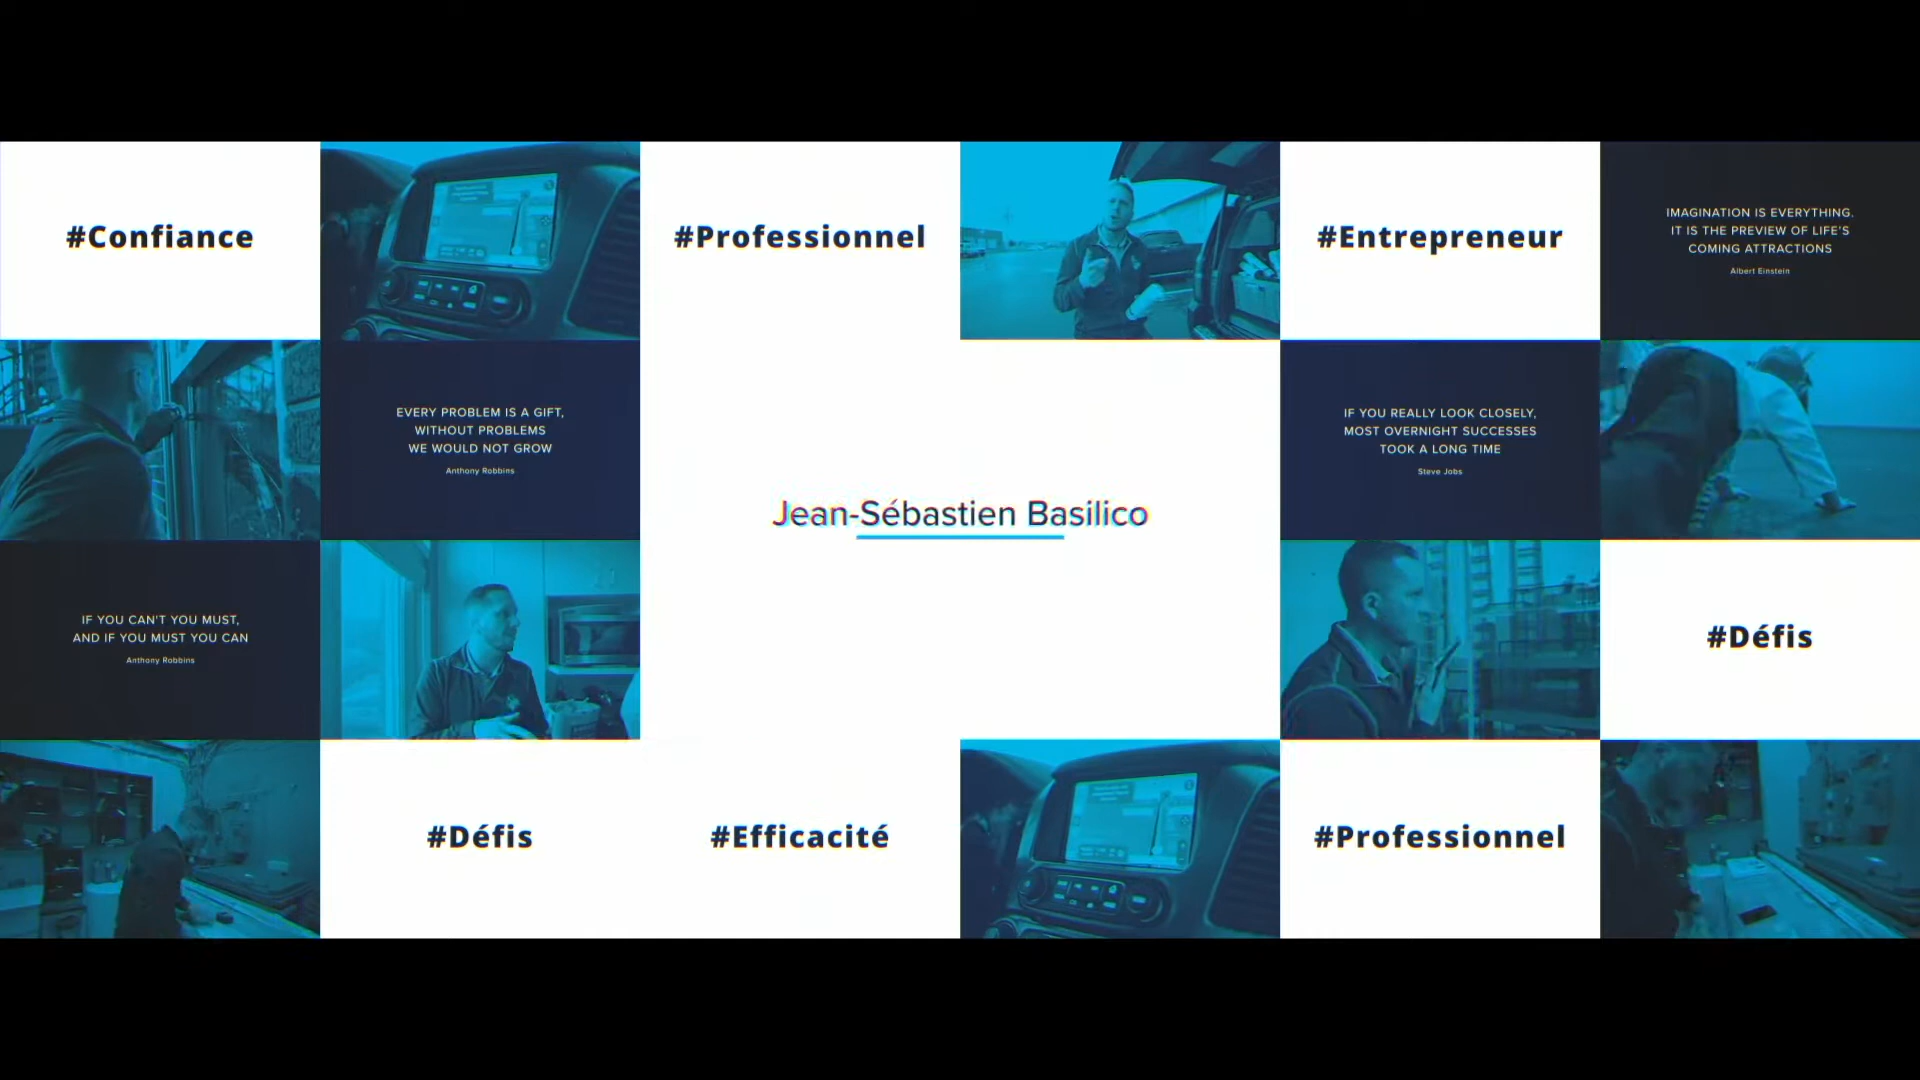 #Confiance
#Professionnel
#Entrepreneur
IMAGINATION IS EVERYTHING.
IT IS THE PREVIEW OF LIFE'S
COMING ATTRACTIONS
Albert Einstein
EVERY PROBLEM IS A GIFT,
WITHOUT PROBLEMS
WE WOULD NOT GROW
Anthony Robbins
Jean-Sébastien Basilico
IF YOU REALLY LOOK CLOSELY,
MOST OVERNIGHT SUCCESSES
TOOK A LONG TIME
Steve Jobs
IF YOU CAN'T YOU MUST,
AND IF YOU MUST YOU CAN
Anthony Robbins
#Défis
#Défis
#Efficacité
#Professionnel